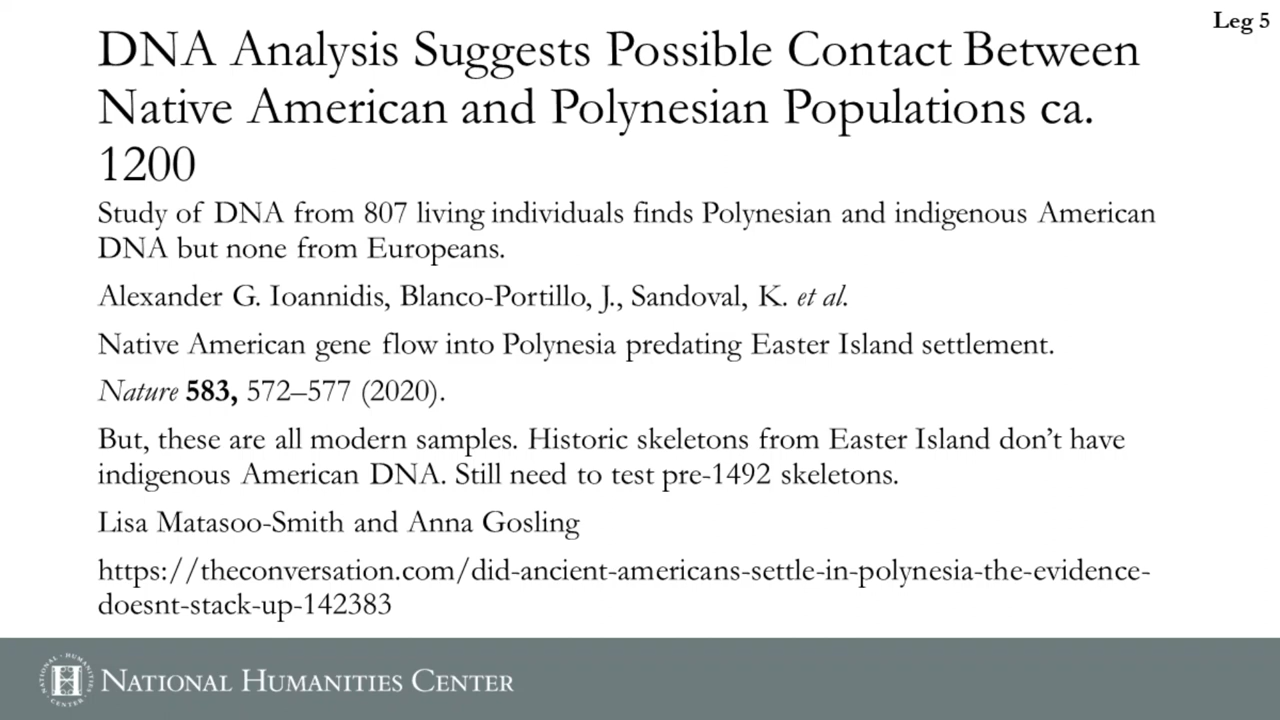 Leg 5
DNA Analysis Suggests Possible Contact Between
Native American and Polynesian Populations ca.
1200
Study of DNA from 807 living individuals finds Polynesian and indigenous American
DNA but none from Europeans.
Alexander G. Ioannidis, Blanco-Portillo, J., Sandoval, K. et al.
Native American gene flow into Polynesia predating Easter Island settlement.
Nature 583, 572–577 (2020).
But, these are all modern samples. Historic skeletons from Easter Island don’t have
indigenous American DNA. Still need to test pre-1492 skeletons.
Lisa Matasoo-Smith and Anna Gosling
https://theconversation.com/did-ancient-americans-settle-in-polynesia-the-evidence-
doesnt-stack-up-142383
NATIONAL · HUMANITIES · CENTER
H
NATIONAL HUMANITIES CENTER